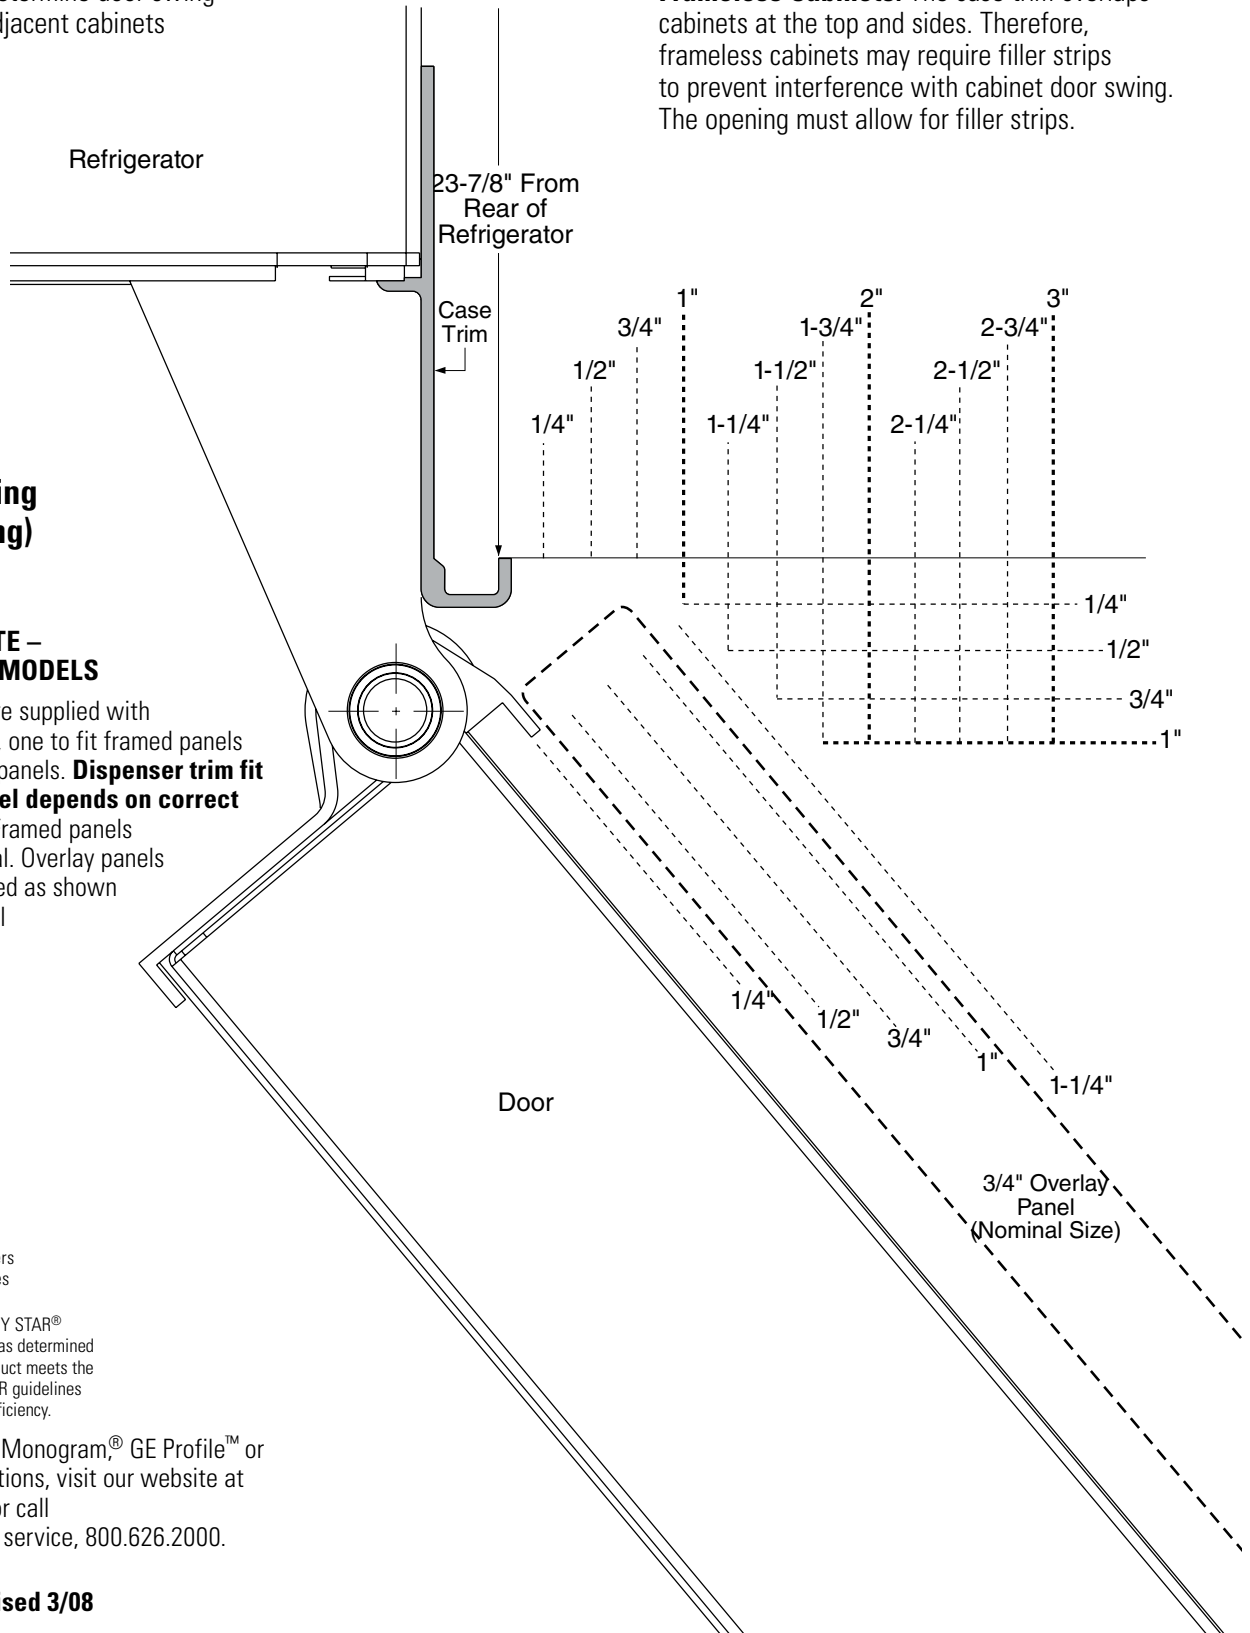 djacent cabinets
cabinets at the top and sides. Therefore,
frameless cabinets may require filler strips
to prevent interference with cabinet door swing.
The opening must allow for filler strips.
Refrigerator
23-7/8" From
Rear of
Refrigerator
Case
Trim
1/4"
1/2"
3/4"
1"
1-1/4"
1-1/2"
1-3/4"
2"
2-1/4"
2-1/2"
2-3/4"
3"
1/4"
1/2"
3/4"
1"
ing
ng)
TE –
MODELS
re supplied with
, one to fit framed panels
panels. Dispenser trim fit
el depends on correct
framed panels
al. Overlay panels
ed as shown
l
1/4"
1/2"
3/4"
1"
1-1/4"
Door
3/4" Overlay
Panel
(Nominal Size)
rs
es
Y STAR®
as determined
uct meets the
R guidelines
ficiency.
Monogram,® GE Profile™ or
tions, visit our website at
or call
service, 800.626.2000.
ised 3/08